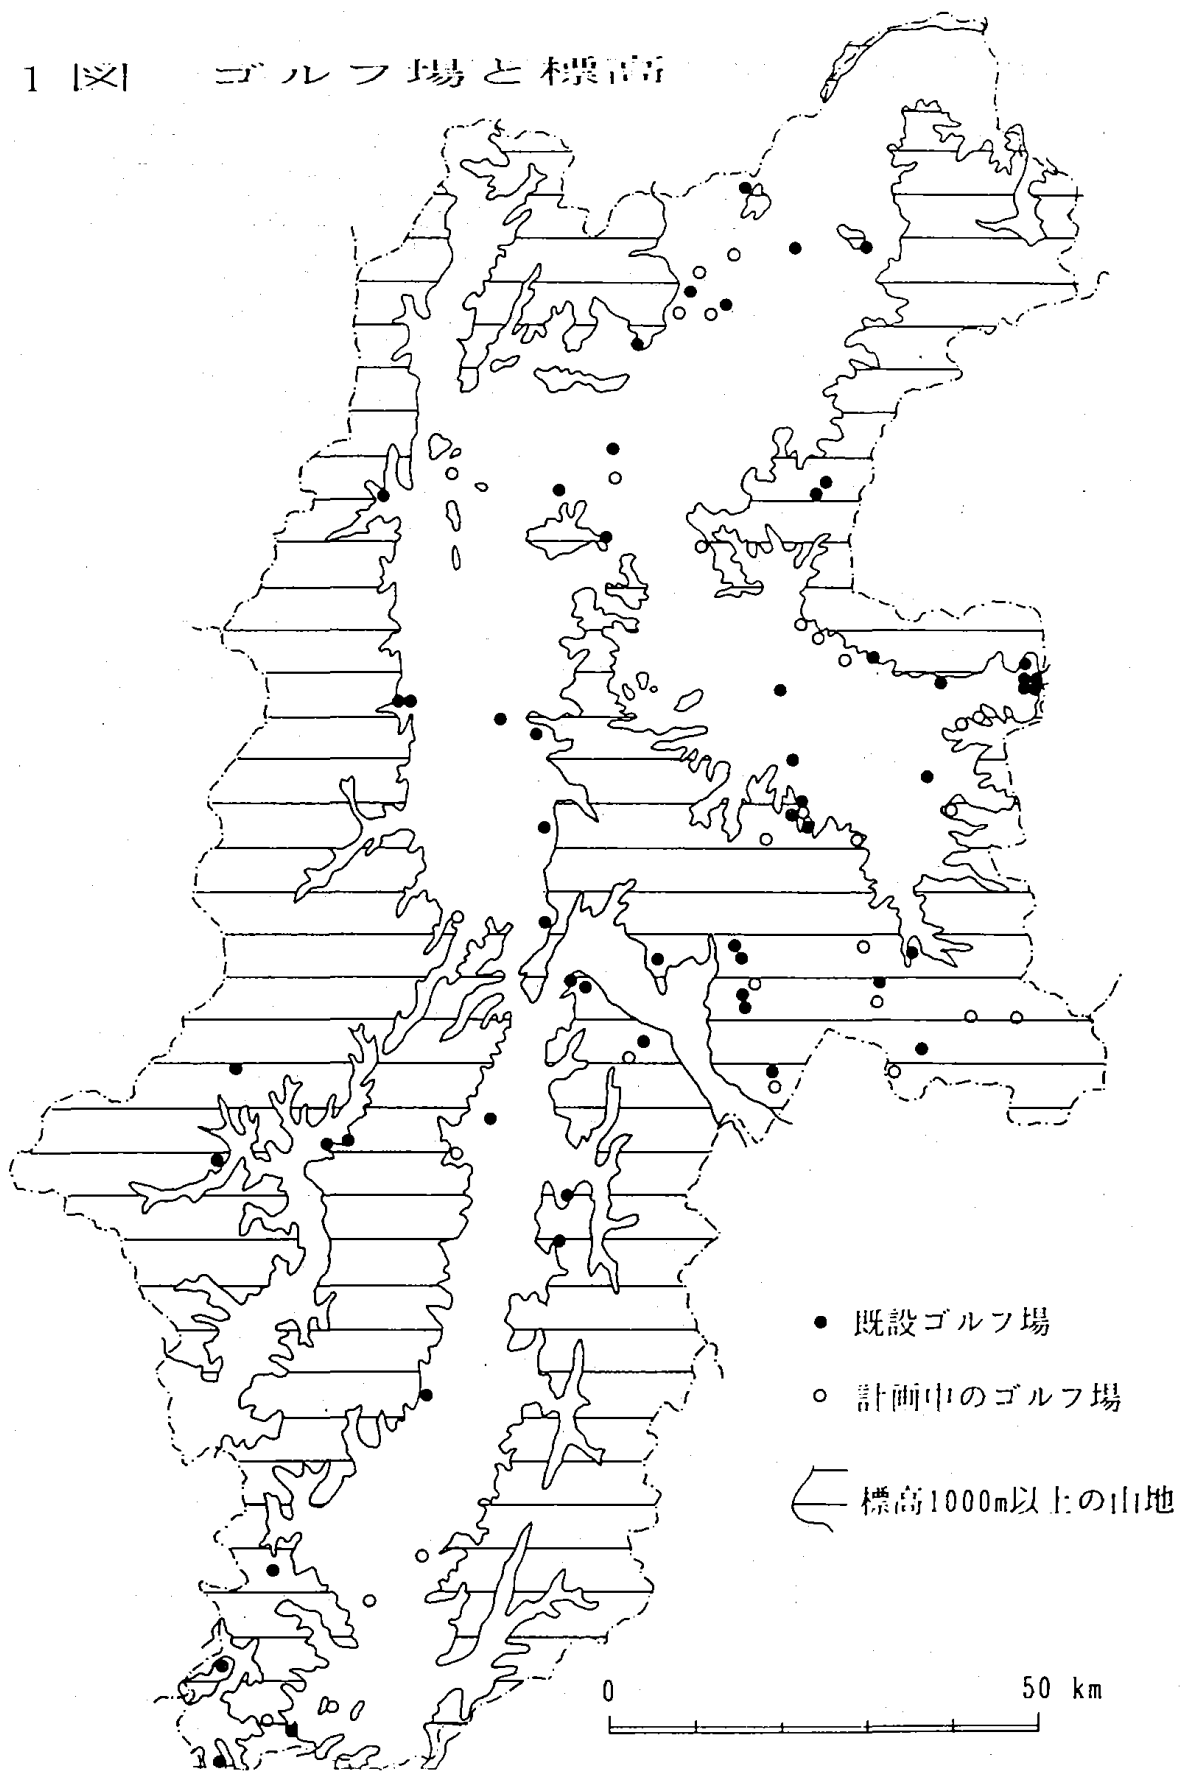 1図 ゴルフ場と標高
● 既設ゴルフ場
○ 計画中のゴルフ場
標高1000m以上の山地
0 50 km